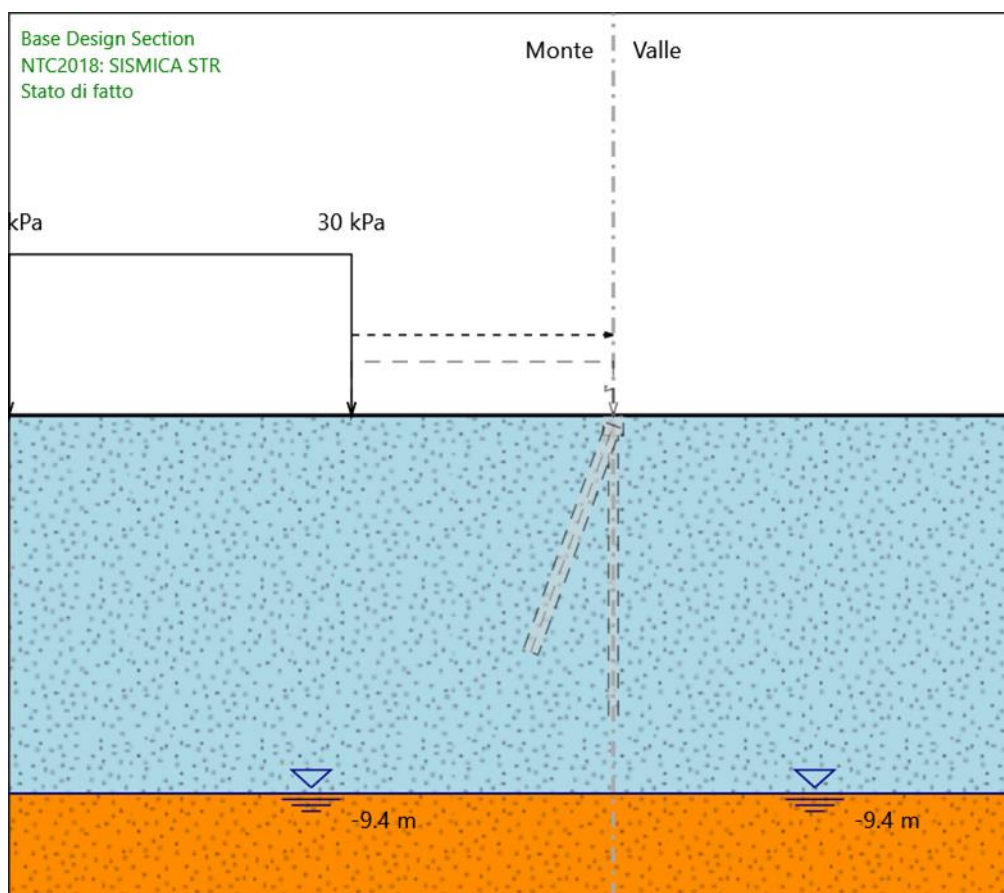 Base Design Section
NTC2018: SISMICA STR
Stato di fatto
Monte
Valle
kPa
30 kPa
-9.4 m
-9.4 m